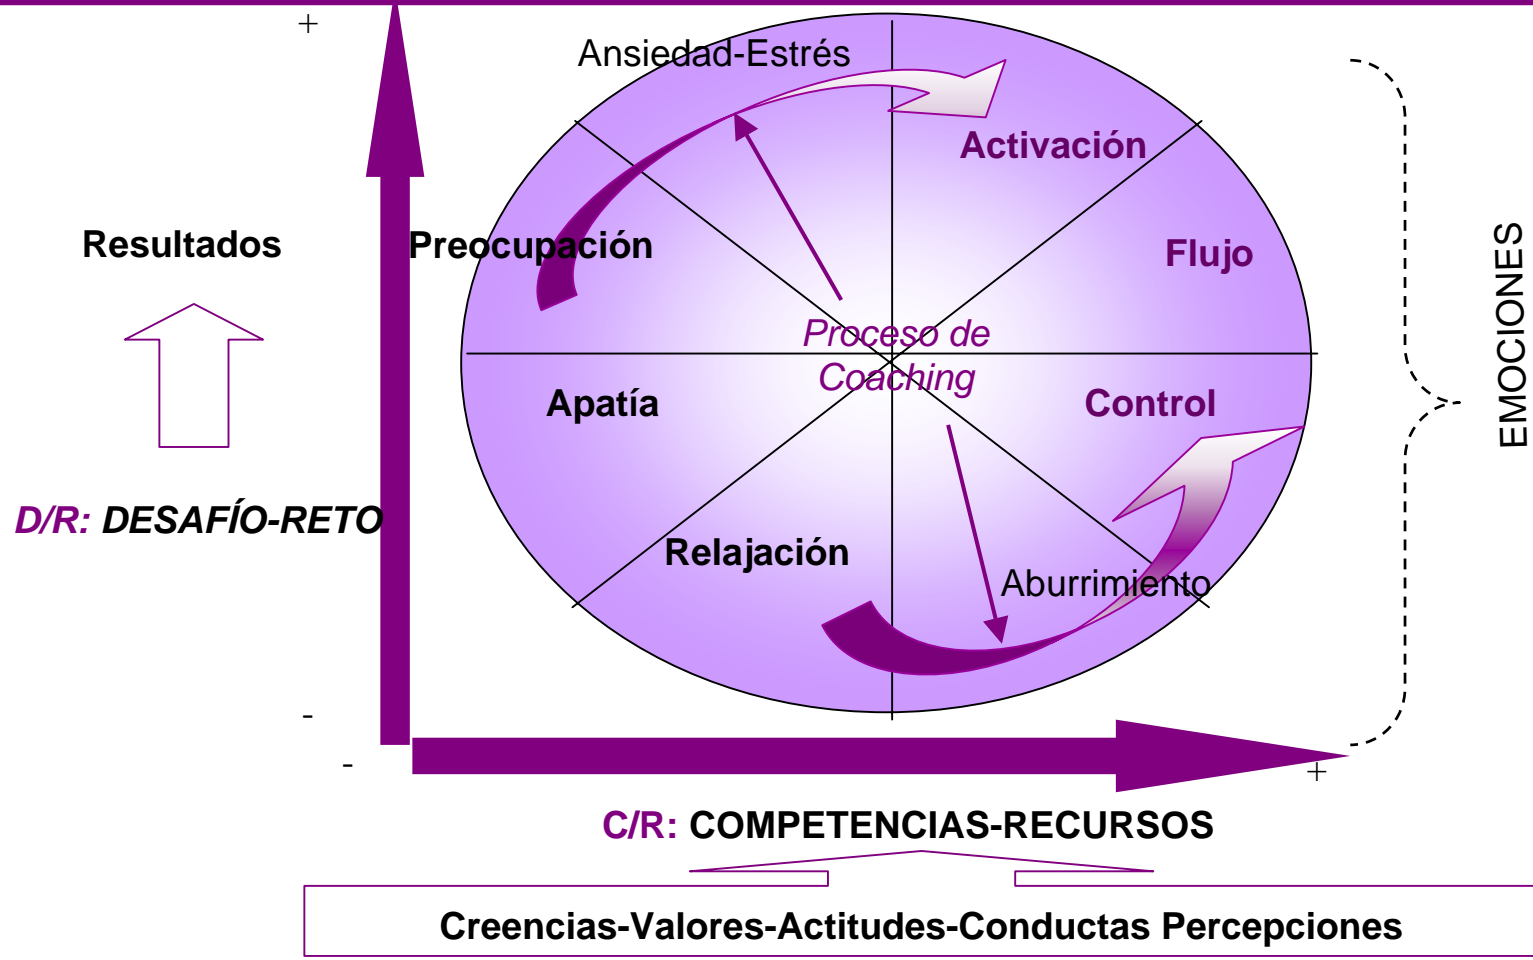 +
Ansiedad-Estrés
Activación
Resultados
Preocupación
Flujo
EMOCIONES
Proceso de
Coaching
Apatía
Control
D/R: DESAFÍO-RETO
Relajación
Aburrimiento
-
-
+
C/R: COMPETENCIAS-RECURSOS
Creencias-Valores-Actitudes-Conductas Percepciones